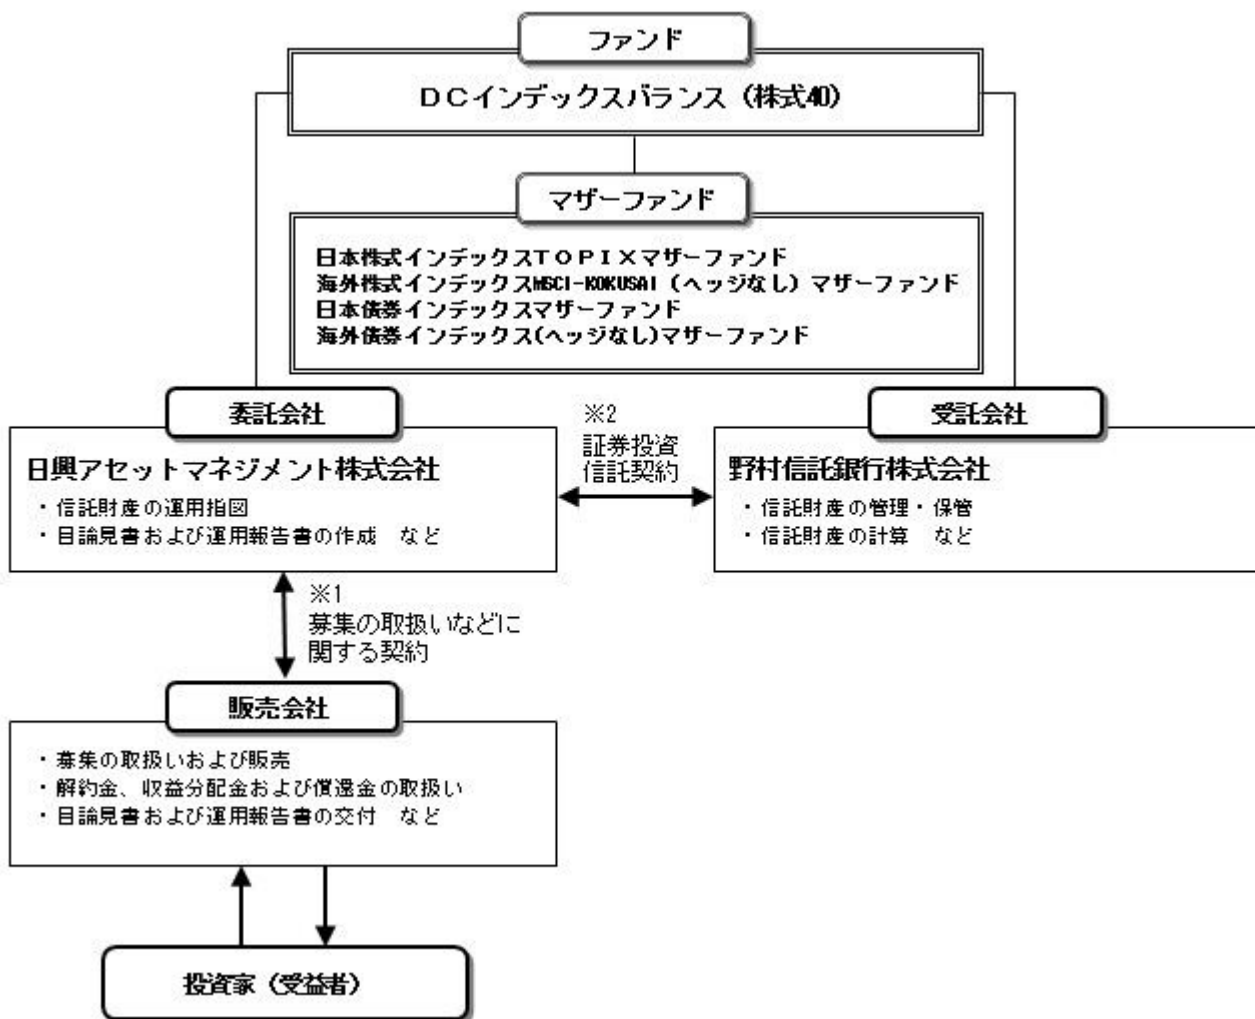 ファンド
DCインデックスバランス（株式40）
マザーファンド
日本株式インデックスTOPIXマザーファンド
海外株式インデックスMSCI-KOKUSAI（ヘッジなし）マザーファンド
日本債券インデックスマザーファンド
海外債券インデックス(ヘッジなし)マザーファンド
委託会社
日興アセットマネジメント株式会社
・信託財産の運用指図
・目論見書および運用報告書の作成　など
※2
証券投資
信託契約
受託会社
野村信託銀行株式会社
・信託財産の管理・保管
・信託財産の計算　など
※1
募集の取扱いなどに
関する契約
販売会社
・募集の取扱いおよび販売
・解約金、収益分配金および償還金の取扱い
・目論見書および運用報告書の交付　など
投資家（受益者）